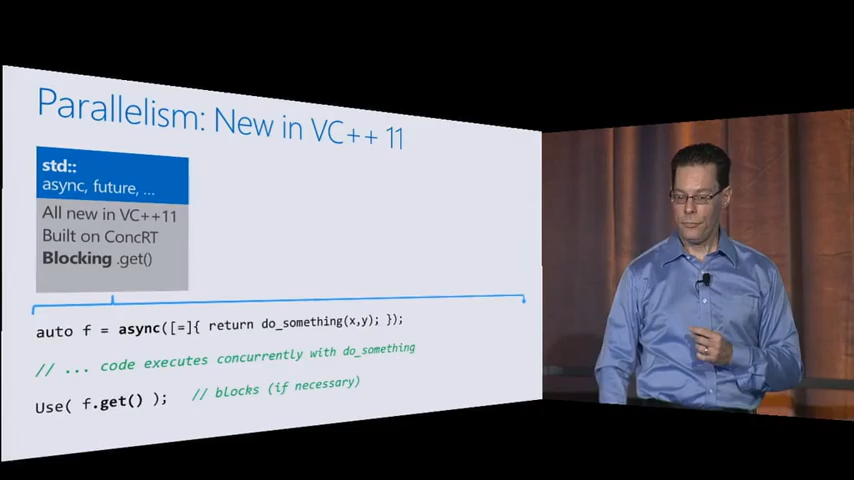 Parallelism: New in VC++ 11
std::
async, future, ...
All new in VC++11
Built on ConcRT
Blocking .get()
auto f = async([=]{ return do_something(x,y); });
// ... code executes concurrently with do_something
Use( f.get() ); // blocks (if necessary)